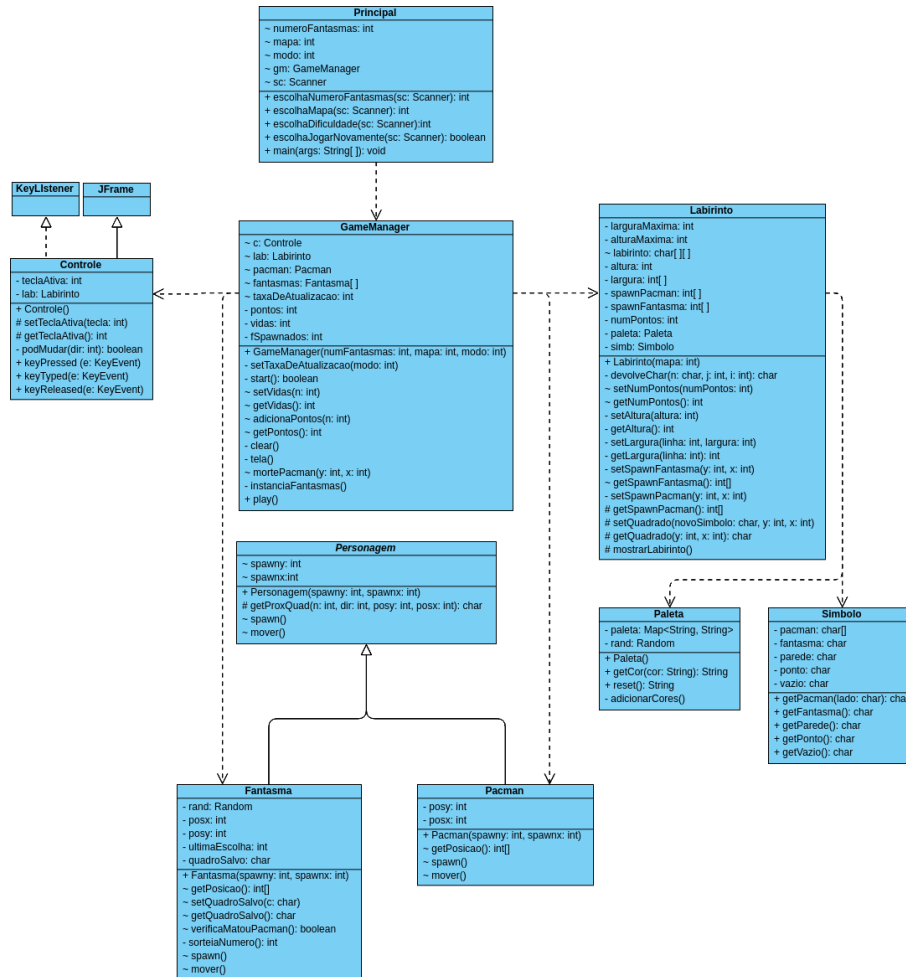 Principal
~ numeroFantasmas: int
~ mapa: int
~ modo: int
~ gm: GameManager
~ sc: Scanner
+ escolhaNumeroFantasmas(sc: Scanner): int
+ escolhaMapa(sc: Scanner): int
+ escolhaDificuldade(sc: Scanner):int
+ escolhaJogarNovamente(sc: Scanner): boolean
+ main(args: String[ ]): void
KeyListener
JFrame
Controle
- teclaAtiva: int
- lab: Labirinto
+ Controle()
# setTeclaAtiva(tecla: int)
# getTeclaAtiva(): int
- podMudar(dir: int): boolean
+ keyPressed (e: KeyEvent)
+ keyTyped(e: KeyEvent)
+ keyReleased(e: KeyEvent)
GameManager
~ c: Controle
~ lab: Labirinto
~ pacman: Pacman
~ fantasmas: Fantasma[ ]
~ taxaDeAtualizacao: int
- pontos: int
- vidas: int
- fSpawnados: int
+ GameManager(numFantasmas: int, mapa: int, modo: int)
- setTaxaDeAtualizacao(modo: int)
- start(): boolean
~ setVidas(n: int)
~ getVidas(): int
~ adicionaPontos(n: int)
~ getPontos(): int
- clear()
- tela()
~ mortePacman(y: int, x: int)
- instanciaFantasmas()
+ play()
Labirinto
- larguraMaxima: int
- alturaMaxima: int
~ labirinto: char[ ][ ]
- altura: int
- largura: int[ ]
- spawnPacman: int[ ]
- spawnFantasma: int[ ]
- numPontos: int
- paleta: Paleta
- simb: Simbolo
+ Labirinto(mapa: int)
- devolveChar(n: char, j: int, i: int): char
~ setNumPontos(numPontos: int)
~ getNumPontos(): int
- setAltura(altura: int)
- getAltura(): int
- setLargura(linha: int, largura: int)
- getLargura(linha: int): int
- setSpawnFantasma(y: int, x: int)
~ getSpawnFantasma(): int[]
- setSpawnPacman(y: int, x: int)
# getSpawnPacman(): int[]
# setQuadrado(novoSimbolo: char, y: int, x: int)
# getQuadrado(y: int, x: int): char
# mostrarLabirinto()
Personagem
~ spawny: int
~ spawnx:int
+ Personagem(spawny: int, spawnx: int)
# getProxQuad(n: int, dir: int, posy: int, posx: int): char
~ spawn()
~ mover()
Paleta
- paleta: Map<String, String>
- rand: Random
+ Paleta()
+ getCor(cor: String): String
+ reset(): String
- adicionarCores()
Simbolo
- pacman: char[]
- fantasma: char
- parede: char
- ponto: char
- vazio: char
+ getPacman(lado: char): char
+ getFantasma(): char
+ getParede(): char
+ getPonto(): char
+ getVazio(): char
Fantasma
- rand: Random
- posx: int
- posy: int
- ultimaEscolha: int
- quadroSalvo: char
+ Fantasma(spawny: int, spawnx: int)
~ getPosicao(): int[]
~ setQuadroSalvo(c: char)
~ getQuadroSalvo(): char
~ verificaMatouPacman(): boolean
- sorteiaNumero(): int
~ spawn()
~ mover()
Pacman
- posy: int
- posx: int
+ Pacman(spawny: int, spawnx: int)
~ getPosicao(): int[]
~ spawn()
~ mover()